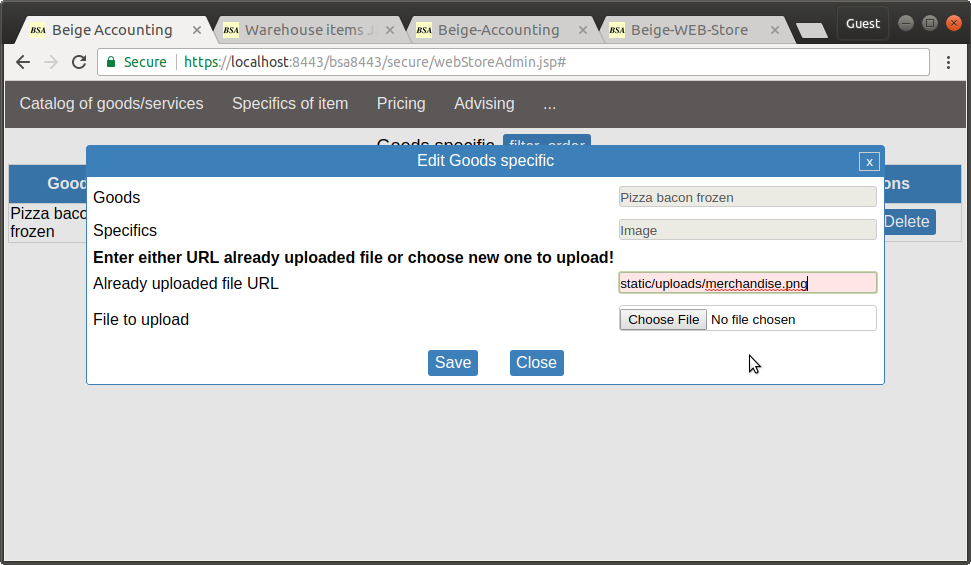 BSA Beige Accounting × BSA Warehouse items × BSA Beige-Accounting × BSA Beige-WEB-Store × Guest
Secure https://localhost:8443/bsa8443/secure/webStoreAdmin.jsp#
Catalog of goods/services Specifics of item Pricing Advising ...
Goods specific filter order
Edit Goods specific x
Goo ons
Goods Pizza bacon frozen
Pizza baco Delete
frozen
Specifics Image
Enter either URL already uploaded file or choose new one to upload!
Already uploaded file URL static/uploads/merchandise.png
File to upload Choose File No file chosen
Save Close